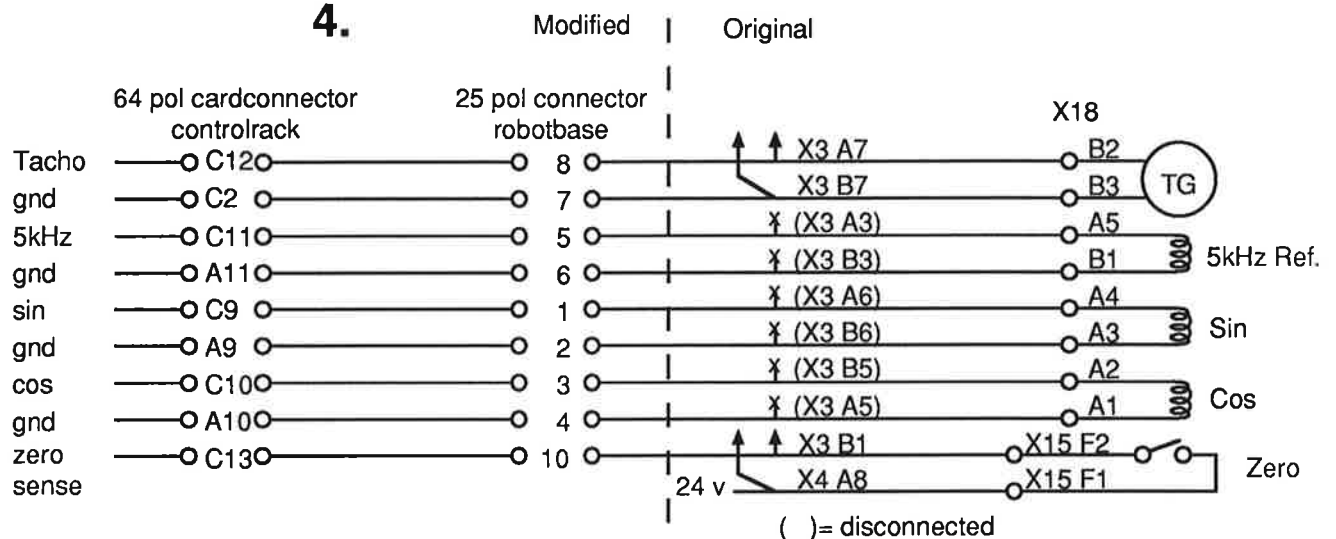 4.
Modified Original
64 pol cardconnector controlrack
25 pol connector robotbase
X18
Tacho C12 8 X3 A7 B2
gnd C2 7 X3 B7 B3 TG
5kHz C11 5 (X3 A3) A5
gnd A11 6 (X3 B3) B1 5kHz Ref.
sin C9 1 (X3 A6) A4
gnd A9 2 (X3 B6) A3 Sin
cos C10 3 (X3 B5) A2
gnd A10 4 (X3 A5) A1 Cos
zero sense C13 10 X3 B1 X15 F2
24 v X4 A8 X15 F1 Zero
( )= disconnected